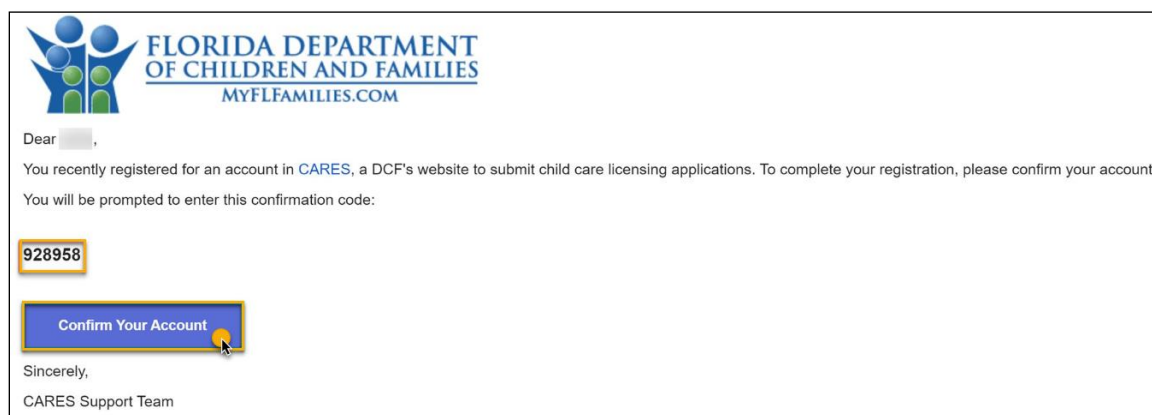 FLORIDA DEPARTMENT
OF CHILDREN AND FAMILIES
MYFLFAMILIES.COM
Dear ,
You recently registered for an account in CARES, a DCF's website to submit child care licensing applications. To complete your registration, please confirm your account
You will be prompted to enter this confirmation code:
928958
Confirm Your Account
Sincerely,
CARES Support Team